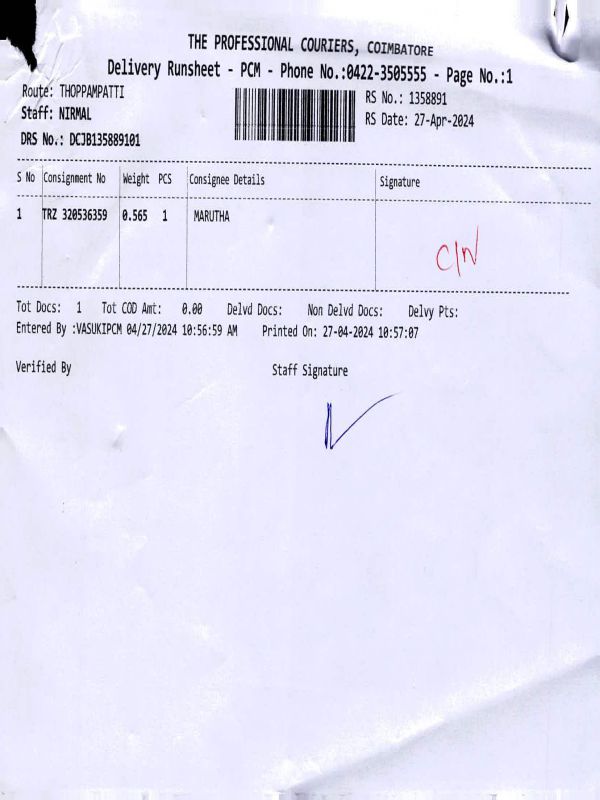 THE PROFESSIONAL COURIERS, COIMBATORE
Delivery Runsheet - PCM - Phone No.:0422-3505555 - Page No.:1
Route: THOPPAMPATTI
RS No.: 1358891
Staff: NIRMAL
RS Date: 27-Apr-2024
DRS No.: DCJB135889101
S No Consignment No Weight PCS Consignee Details Signature
1 TRZ 320536359 0.565 1 MARUTHA
C/N
Tot Docs: 1 Tot COD Amt: 0.00 Delvd Docs: Non Delvd Docs: Delvy Pts:
Entered By :VASUKIPCM 04/27/2024 10:56:59 AM Printed On: 27-04-2024 10:57:07
Verified By Staff Signature